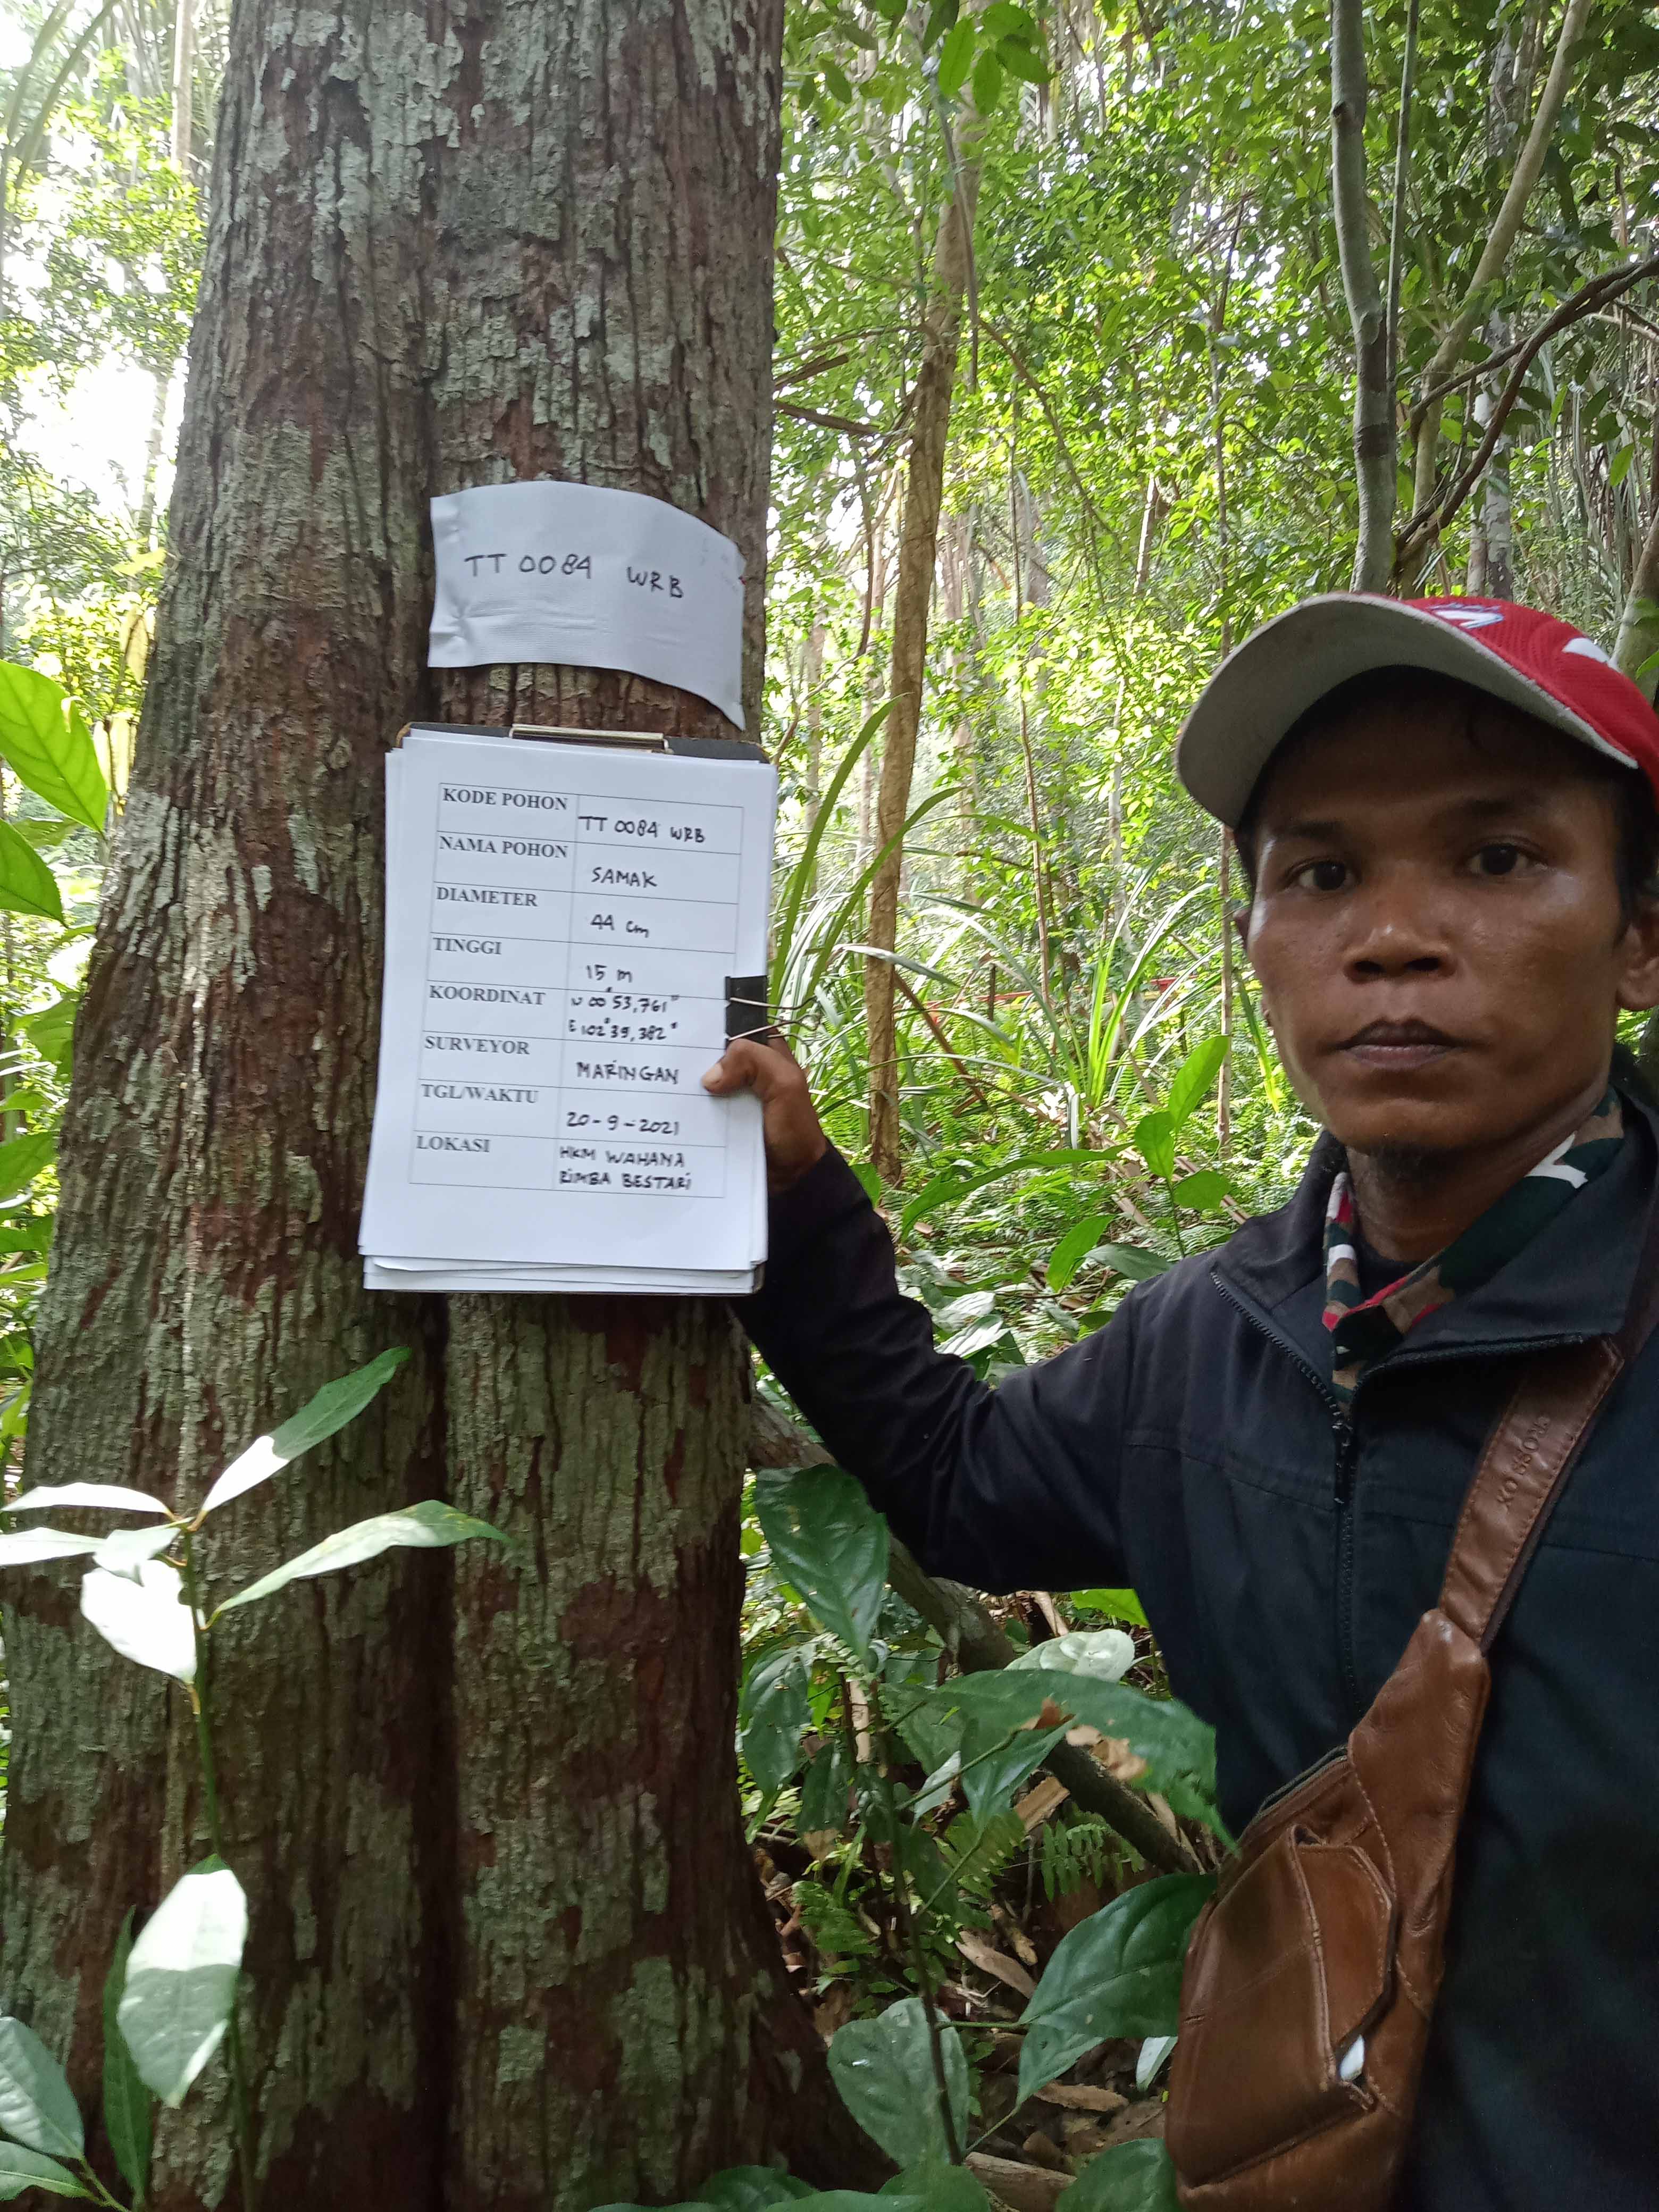 TT 0084 WRB
KODE POHON TT 0084 WRB
NAMA POHON SAMAK
DIAMETER 44 cm
TINGGI 15 m
KOORDINAT N 00°53,761"
E 102°39,382"
SURVEYOR MARINGAN
TGL/WAKTU 20-9-2021
LOKASI HKM WAHANA
RIMBA BESTARI